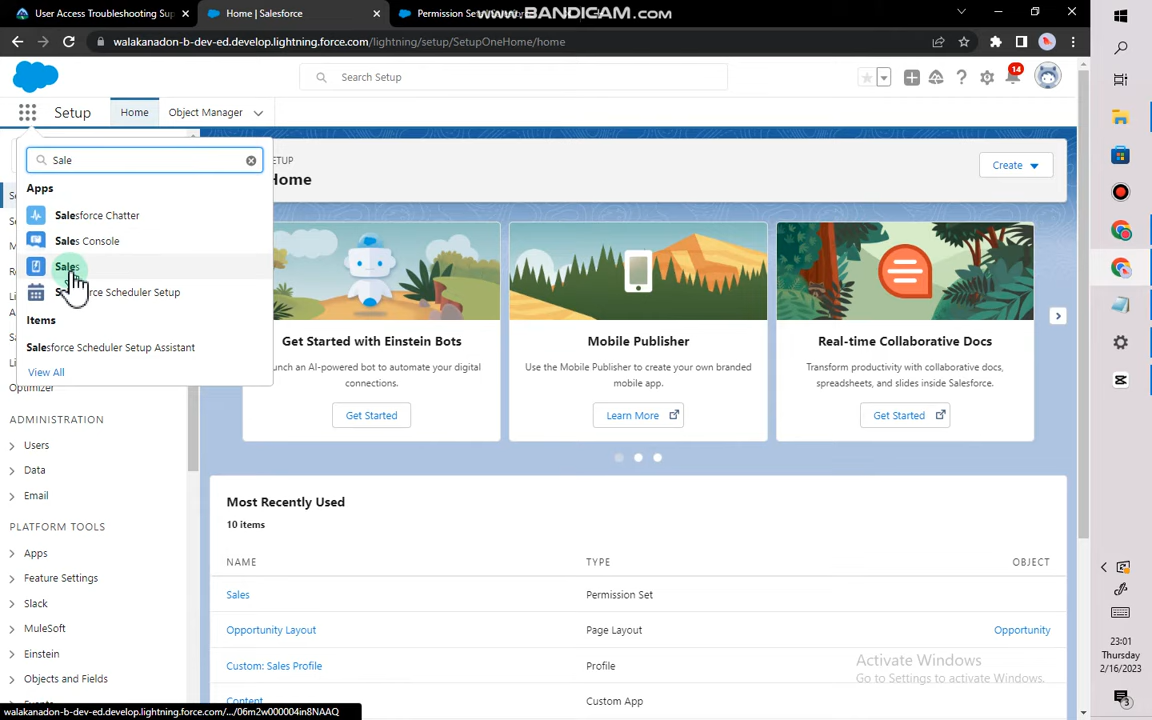 User Access Troubleshooting Sup
Home | Salesforce
Permission Set
www.BANDICAM.com
walakanadon-b-dev-ed.develop.lightning.force.com/lightning/setup/SetupOneHome/home
Search Setup
14
Setup
Home
Object Manager
Sale
Apps
Salesforce Chatter
Sales Console
Sales
force Scheduler Setup
Items
Salesforce Scheduler Setup Assistant
View All
Optimizer
ADMINISTRATION
Users
Data
Email
PLATFORM TOOLS
Apps
Feature Settings
Slack
MuleSoft
Einstein
Objects and Fields
SETUP
Home
Create
Get Started with Einstein Bots
unch an AI-powered bot to automate your digital
connections.
Get Started
Mobile Publisher
Use the Mobile Publisher to create your own branded
mobile app.
Learn More
Real-time Collaborative Docs
Transform productivity with collaborative docs,
spreadsheets, and slides inside Salesforce.
Get Started
Most Recently Used
10 items
NAME TYPE OBJECT
Sales Permission Set
Opportunity Layout Page Layout Opportunity
Custom: Sales Profile Profile
Content Custom App
Activate Windows
Go to Settings to activate Windows.
walakanadon-b-dev-ed.develop.lightning.force.com/.../06m2w000004in8NAAQ
23:01
Thursday
2/16/2023
3